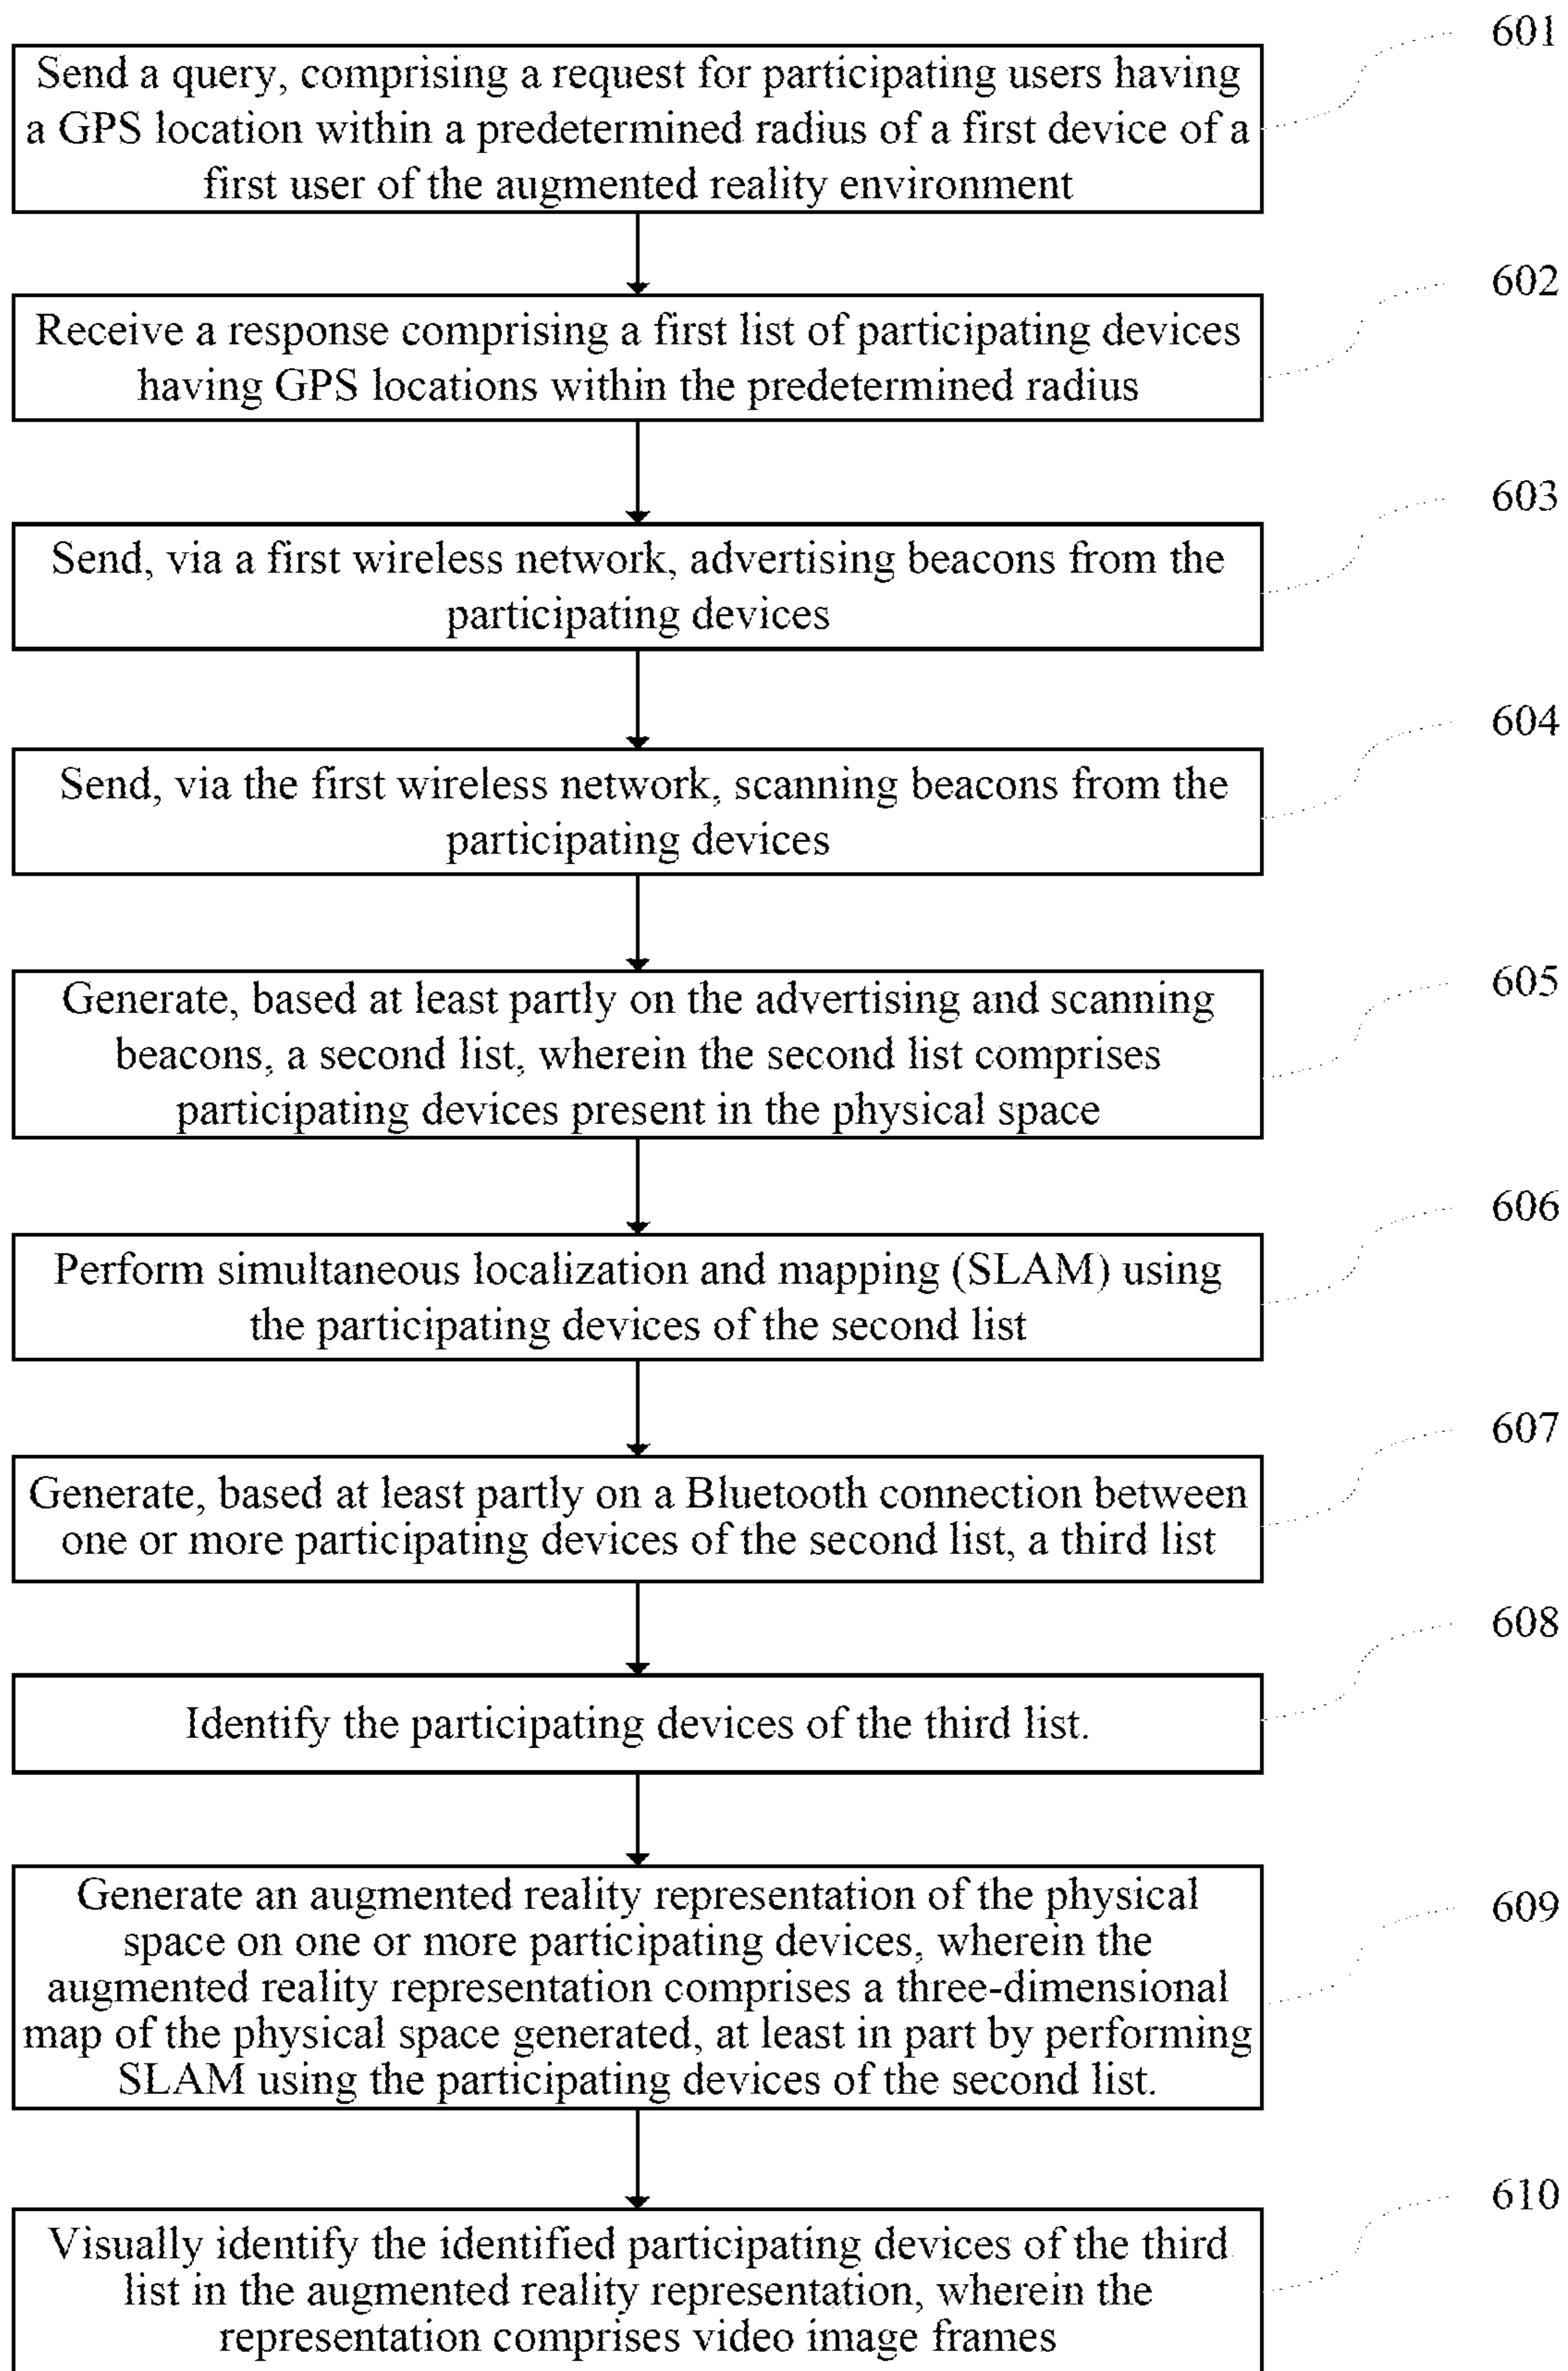 601
Send a query, comprising a request for participating users having
a GPS location within a predetermined radius of a first device of a
first user of the augmented reality environment
602
Receive a response comprising a first list of participating devices
having GPS locations within the predetermined radius
603
Send, via a first wireless network, advertising beacons from the
participating devices
604
Send, via the first wireless network, scanning beacons from the
participating devices
605
Generate, based at least partly on the advertising and scanning
beacons, a second list, wherein the second list comprises
participating devices present in the physical space
606
Perform simultaneous localization and mapping (SLAM) using
the participating devices of the second list
607
Generate, based at least partly on a Bluetooth connection between
one or more participating devices of the second list, a third list
608
Identify the participating devices of the third list.
609
Generate an augmented reality representation of the physical
space on one or more participating devices, wherein the
augmented reality representation comprises a three-dimensional
map of the physical space generated, at least in part by performing
SLAM using the participating devices of the second list.
610
Visually identify the identified participating devices of the third
list in the augmented reality representation, wherein the
representation comprises video image frames